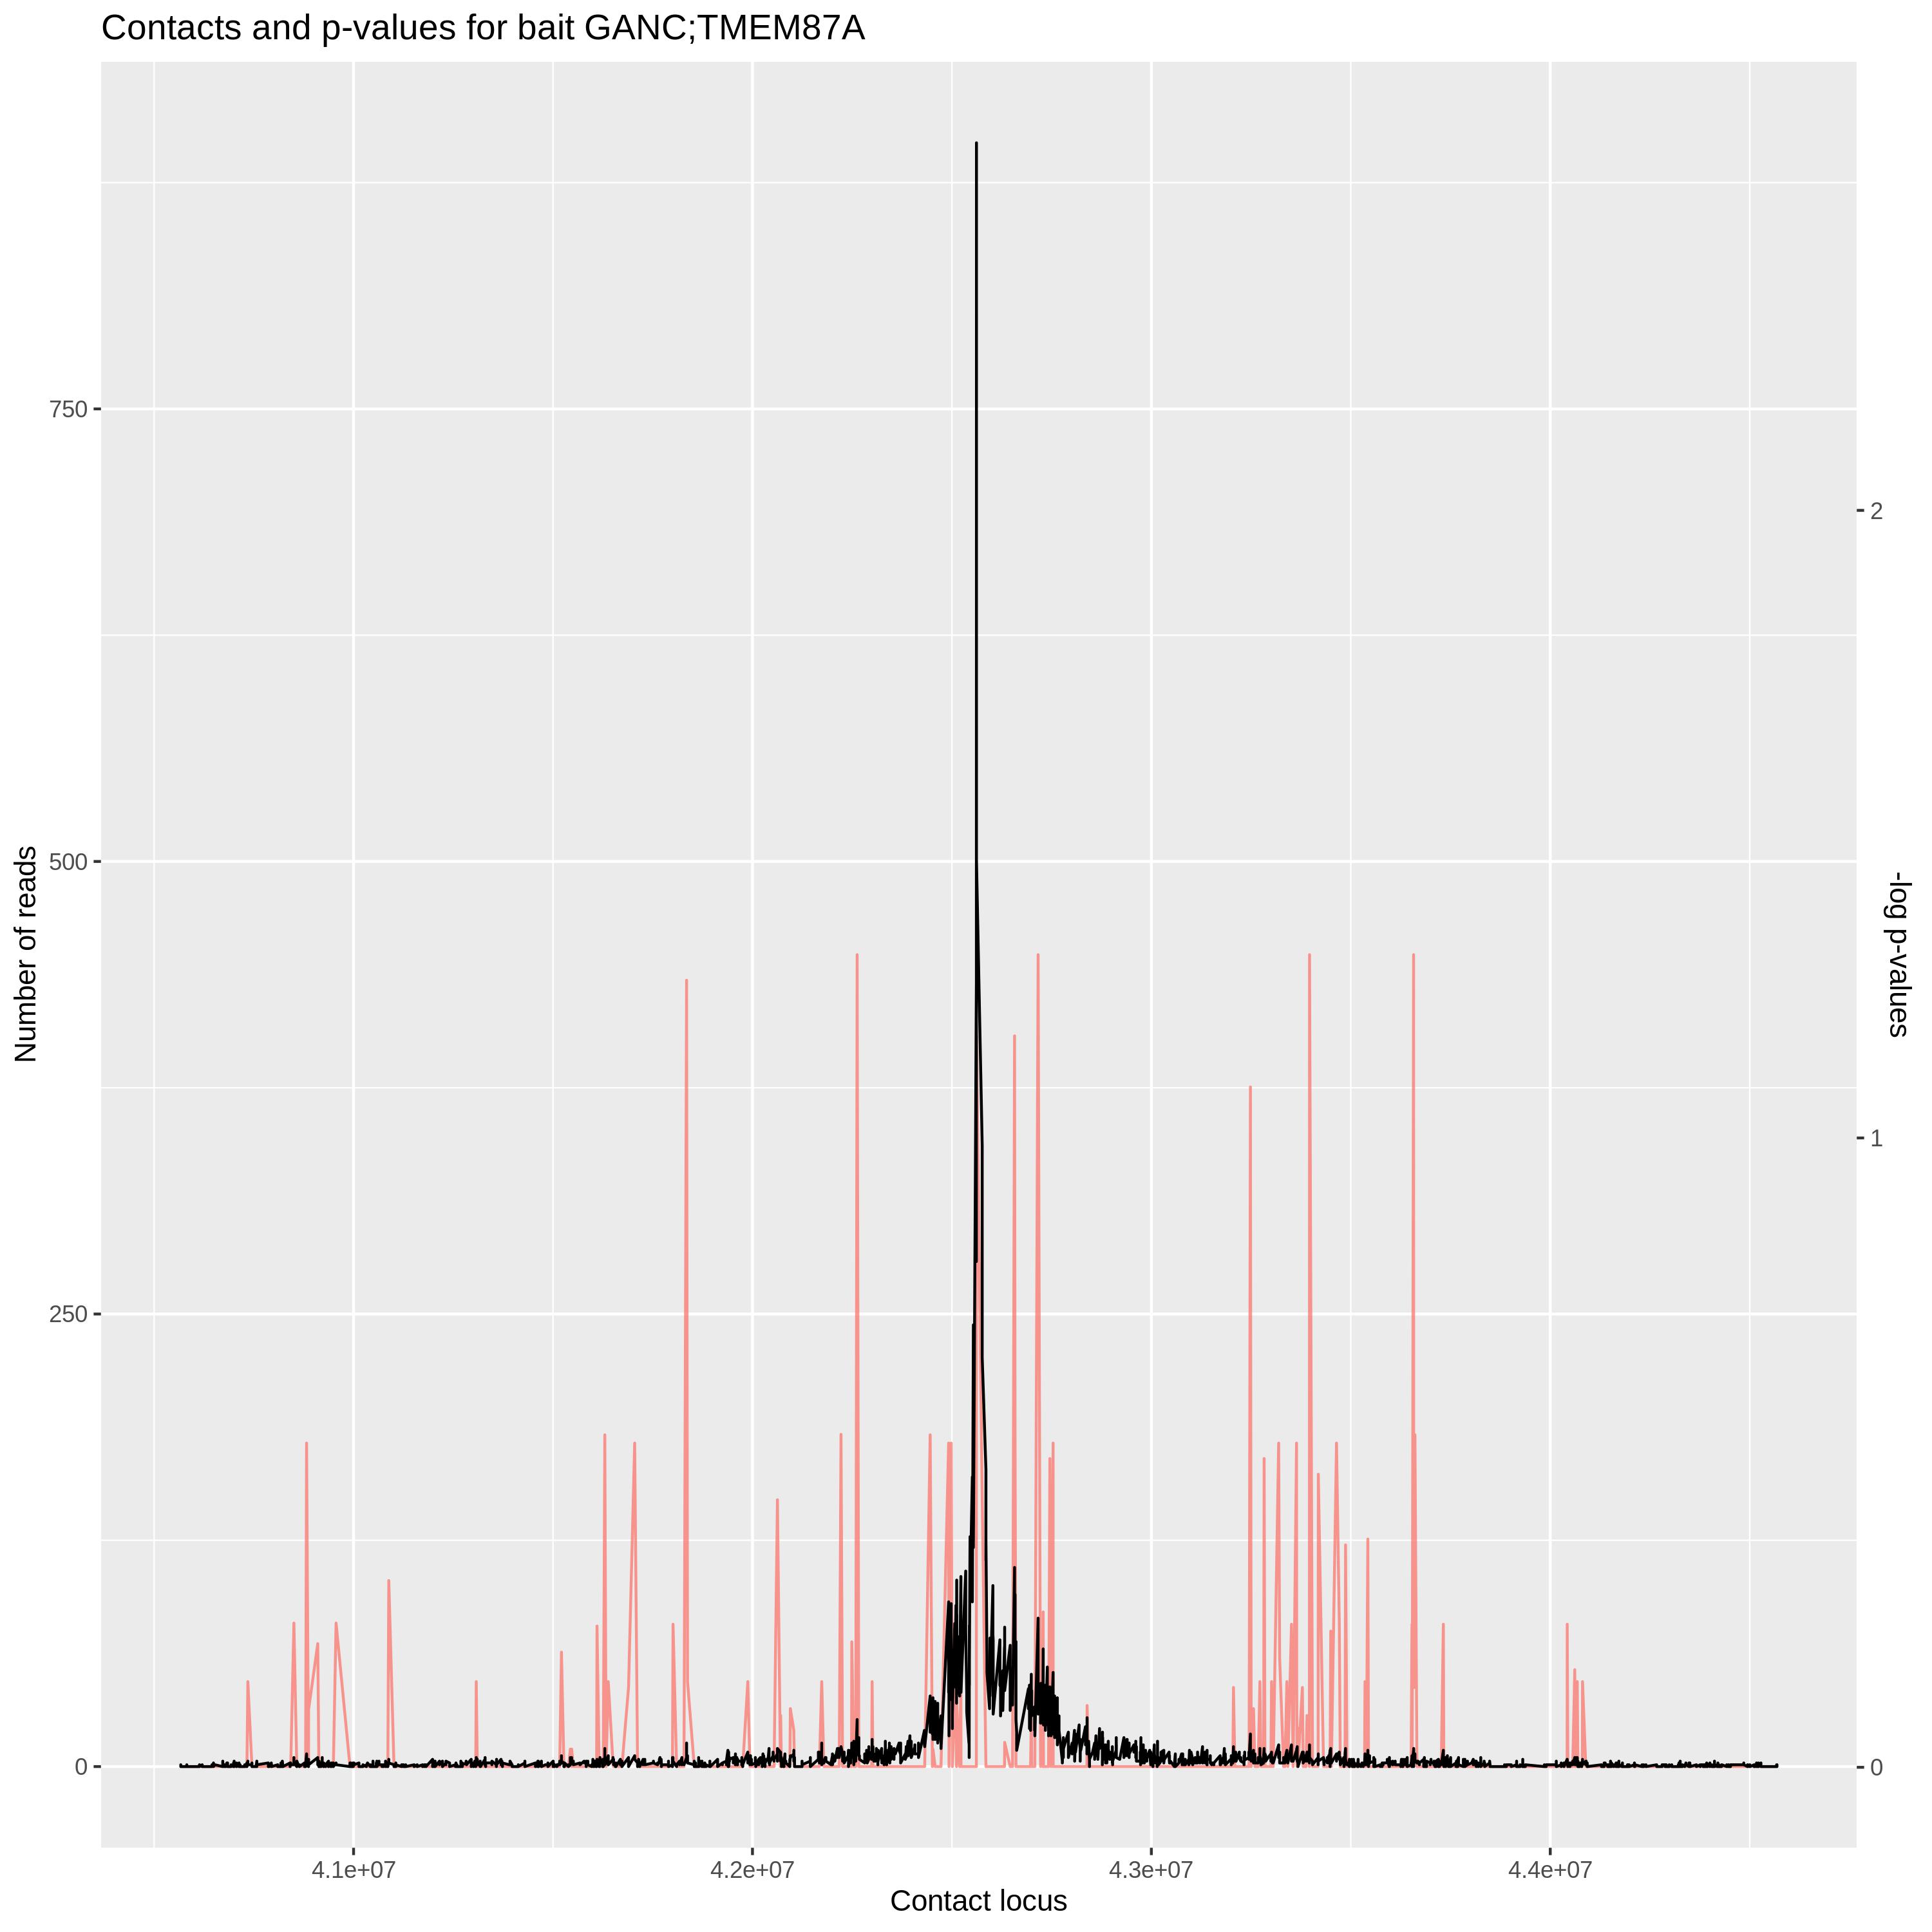 Contacts and p-values for bait GANC;TMEM87A
Number of reads
750
500
250
0
2
1
0
-log p-values
4.1e+07
4.2e+07
4.3e+07
4.4e+07
Contact locus